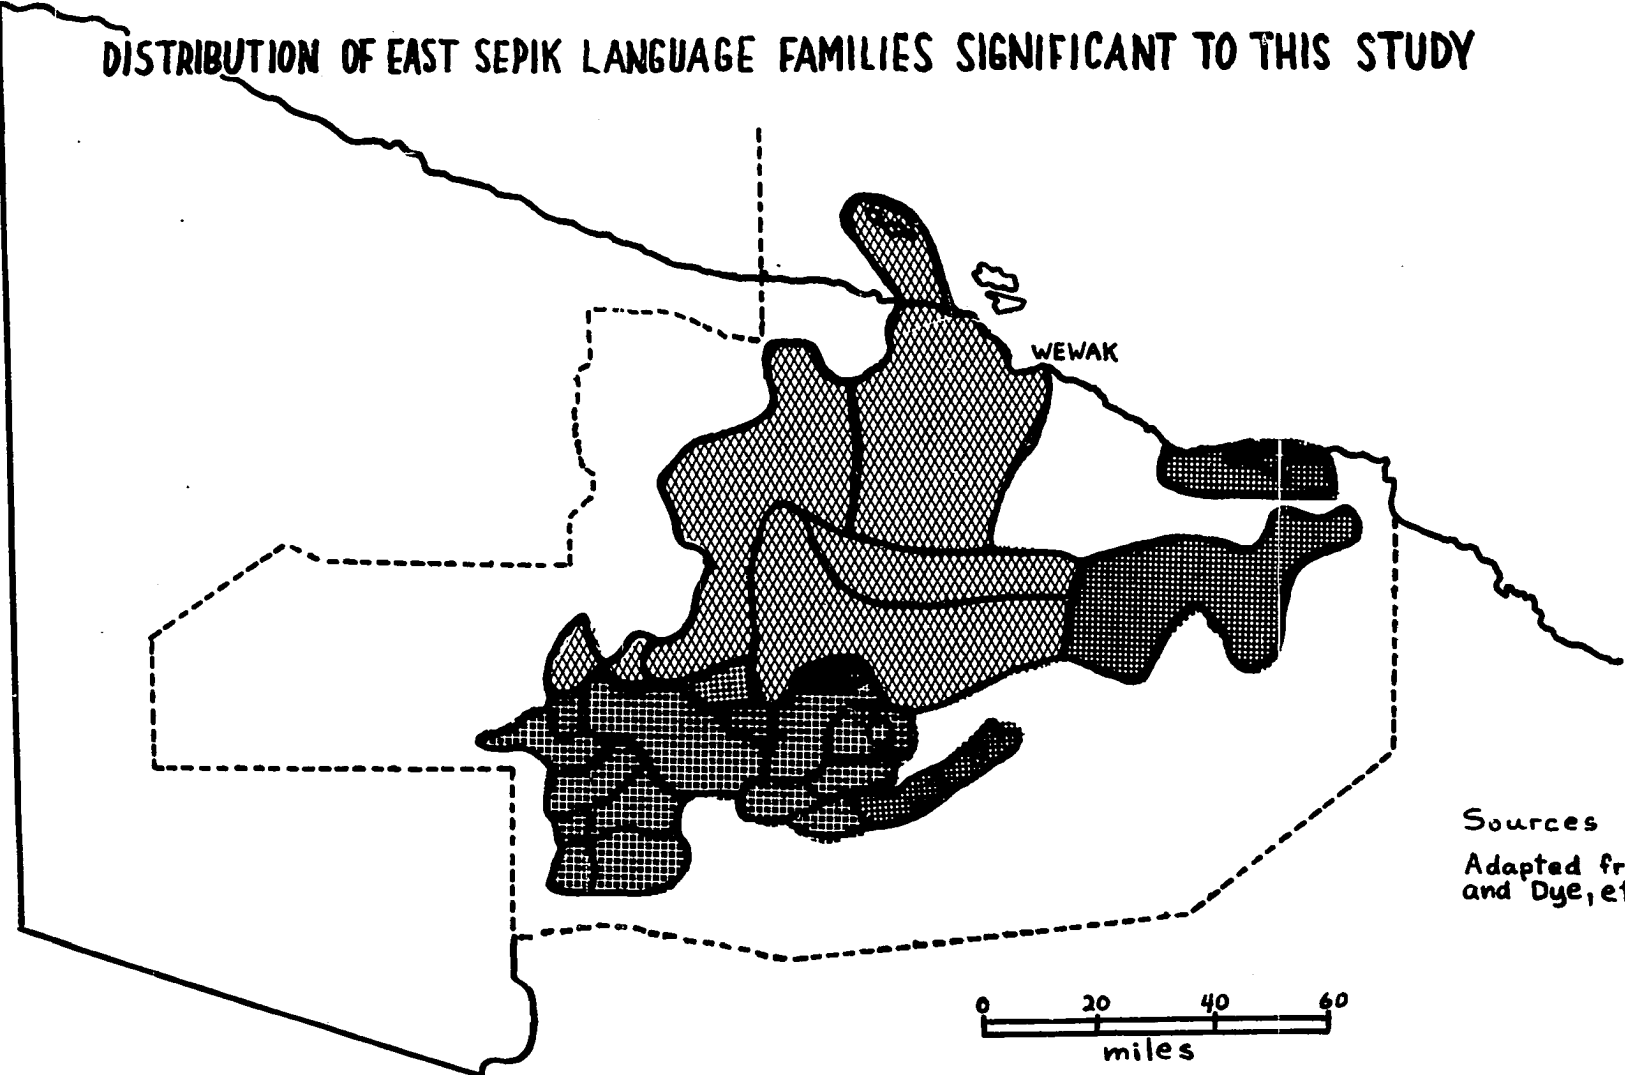 DISTRIBUTION OF EAST SEPIK LANGUAGE FAMILIES SIGNIFICANT TO THIS STUDY
WEWAK
Sources
Adapted
and Dye,
0 20 40 60
miles